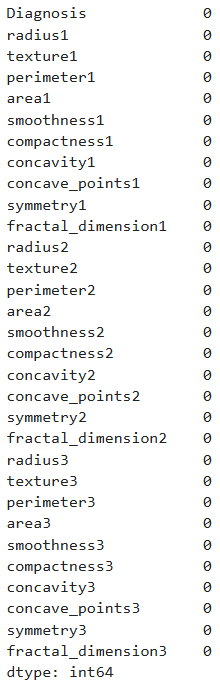 Diagnosis 0
radius1 0
texture1 0
perimeter1 0
area1 0
smoothness1 0
compactness1 0
concavity1 0
concave_points1 0
symmetry1 0
fractal_dimension1 0
radius2 0
texture2 0
perimeter2 0
area2 0
smoothness2 0
compactness2 0
concavity2 0
concave_points2 0
symmetry2 0
fractal_dimension2 0
radius3 0
texture3 0
perimeter3 0
area3 0
smoothness3 0
compactness3 0
concavity3 0
concave_points3 0
symmetry3 0
fractal_dimension3 0
dtype: int64